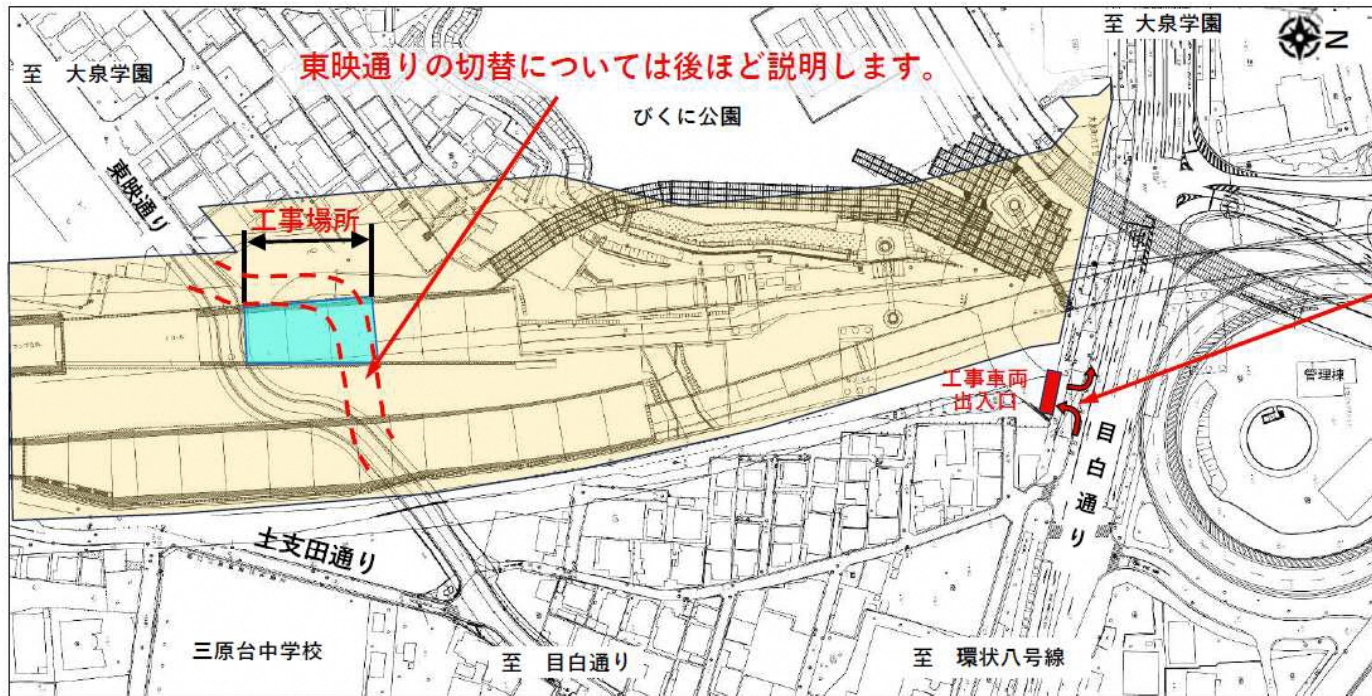 至 大泉学園
至 大泉学園
N
東映通りの切替については後ほど説明します。
びくに公園
東映通り
工事場所
工事車両
出入口
管理棟
目白通り
土支田通り
三原台中学校
至 目白通り
至 環状八号線